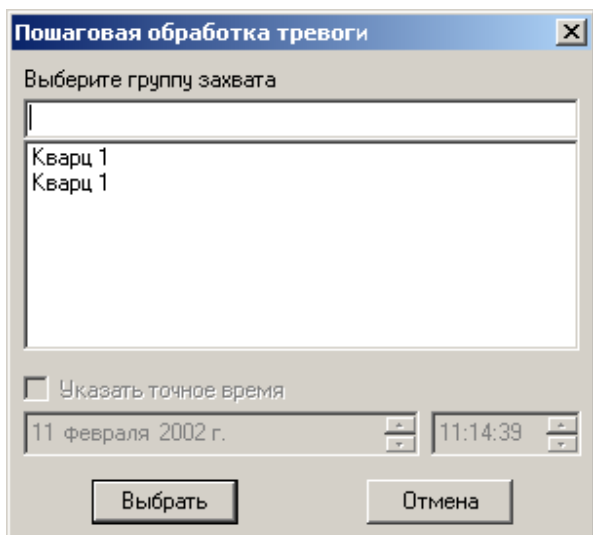 Пошаговая обработка тревоги
Выберите группу захвата
Кварц 1
Кварц 1
Указать точное время
11 февраля 2002 г. 11:14:39
Выбрать Отмена